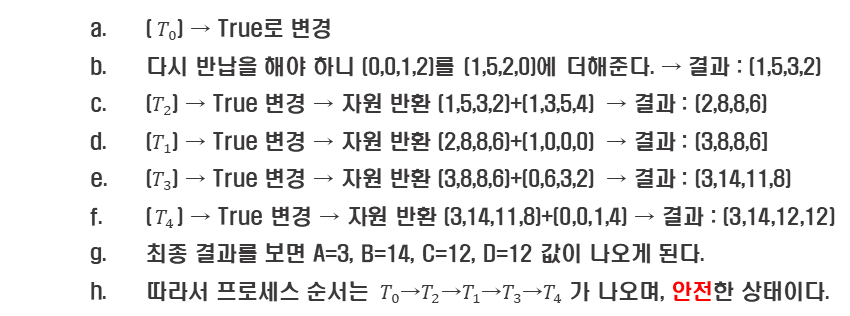 a. (T₀) → True로 변경
b. 다시 반납을 해야 하니 (0,0,1,2)를 (1,5,2,0)에 더해준다. → 결과 : (1,5,3,2)
c. (T₂) → True 변경 → 자원 반환 (1,5,3,2)+(1,3,5,4) → 결과 : (2,8,8,6)
d. (T₁) → True 변경 → 자원 반환 (2,8,8,6)+(1,0,0,0) → 결과 : (3,8,8,6]
e. (T₃) → True 변경 → 자원 반환 (3,8,8,6)+(0,6,3,2) → 결과 : (3,14,11,8)
f. (T₄) → True 변경 → 자원 반환 (3,14,11,8)+(0,0,1,4) → 결과 : (3,14,12,12)
g. 최종 결과를 보면 A=3, B=14, C=12, D=12 값이 나오게 된다.
h. 따라서 프로세스 순서는 T₀→T₂→T₁→T₃→T₄ 가 나오며, 안전한 상태이다.